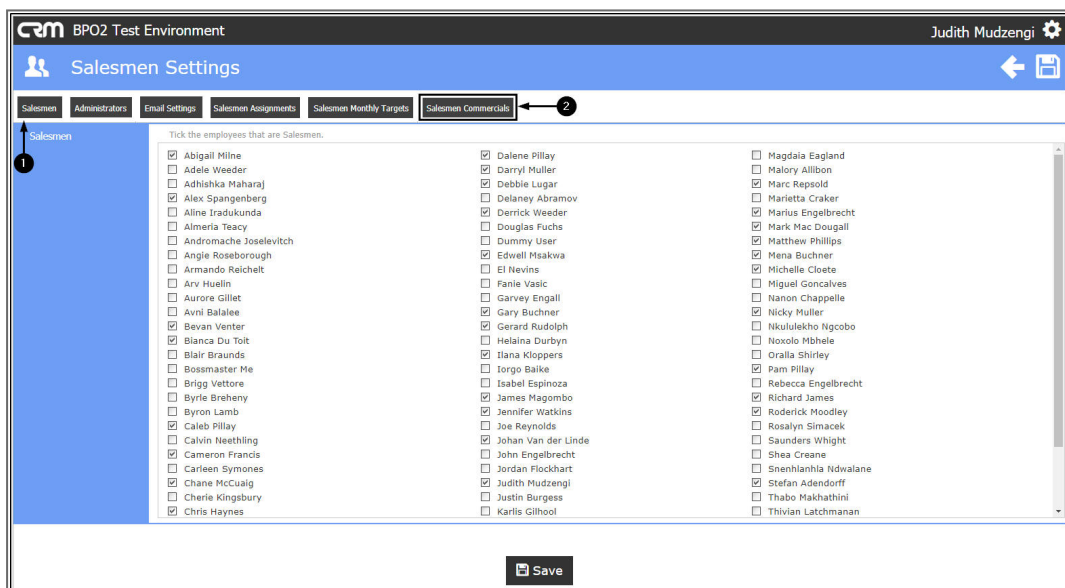 CRM BPO2 Test Environment Judith Mudzengi
Salesmen Settings
Salesmen Administrators Email Settings Salesmen Assignments Salesmen Monthly Targets Salesmen Commercials 2
1
Salesmen
Tick the employees that are Salesmen.
Abigail Milne
Adele Weeder
Adhishka Maharaj
Alex Spangenberg
Aline Iradukunda
Almeria Teacy
Andromache Joselevitch
Angie Roseborough
Armando Reichelt
Arv Huelin
Aurore Gillet
Avni Balalee
Bevan Venter
Bianca Du Toit
Blair Braunds
Bossmaster Me
Brigg Vettore
Byrle Breheny
Byron Lamb
Caleb Pillay
Calvin Neethling
Cameron Francis
Carleen Symones
Chane McCuaig
Cherie Kingsbury
Chris Haynes
Dalene Pillay
Darryl Muller
Debbie Lugar
Delaney Abramov
Derrick Weeder
Douglas Fuchs
Dummy User
Edwell Msakwa
El Nevins
Fanie Vasic
Garvey Engall
Gary Buchner
Gerard Rudolph
Helaina Durbyn
Ilana Kloppers
Iorgo Baike
Isabel Espinoza
James Magombo
Jennifer Watkins
Joe Reynolds
Johan Van der Linde
John Engelbrecht
Jordan Flockhart
Judith Mudzengi
Justin Burgess
Karlis Gilhool
Magdaia Eagland
Malory Allibon
Marc Repsold
Marietta Craker
Marius Engelbrecht
Mark Mac Dougall
Matthew Phillips
Mena Buchner
Michelle Cloete
Miguel Goncalves
Nanon Chappelle
Nicky Muller
Nkululekho Ngcobo
Noxolo Mbhele
Oralla Shirley
Pam Pillay
Rebecca Engelbrecht
Richard James
Roderick Moodley
Rosalyn Simacek
Saunders Whight
Shea Creane
Snenhlanhla Ndwalane
Stefan Adendorff
Thabo Makhathini
Thivian Latchmanan
Save